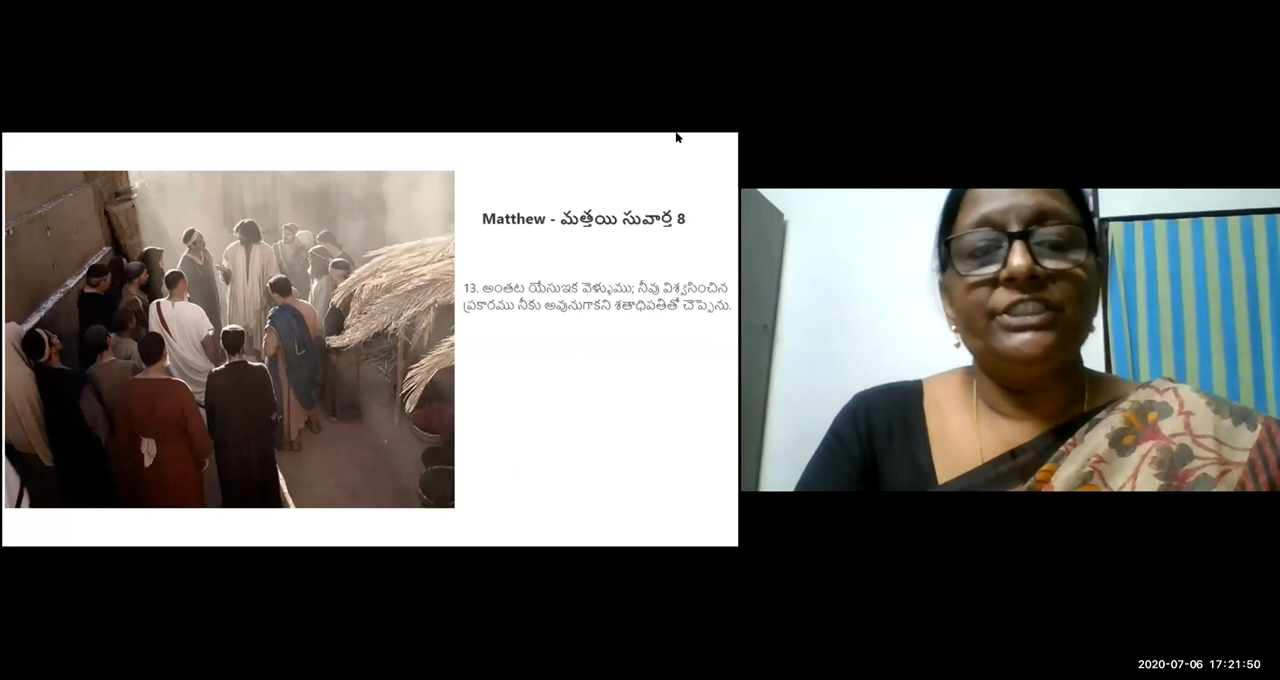 Matthew - మత్తయి సువార్త 8
13. అంతట యేసుఇక వెళ్ళుము; నీవు విశ్వసించిన
ప్రకారము నీకు అవునుగాకని శతాధిపతితో చెప్పెను.
2020-07-06 17:21:50